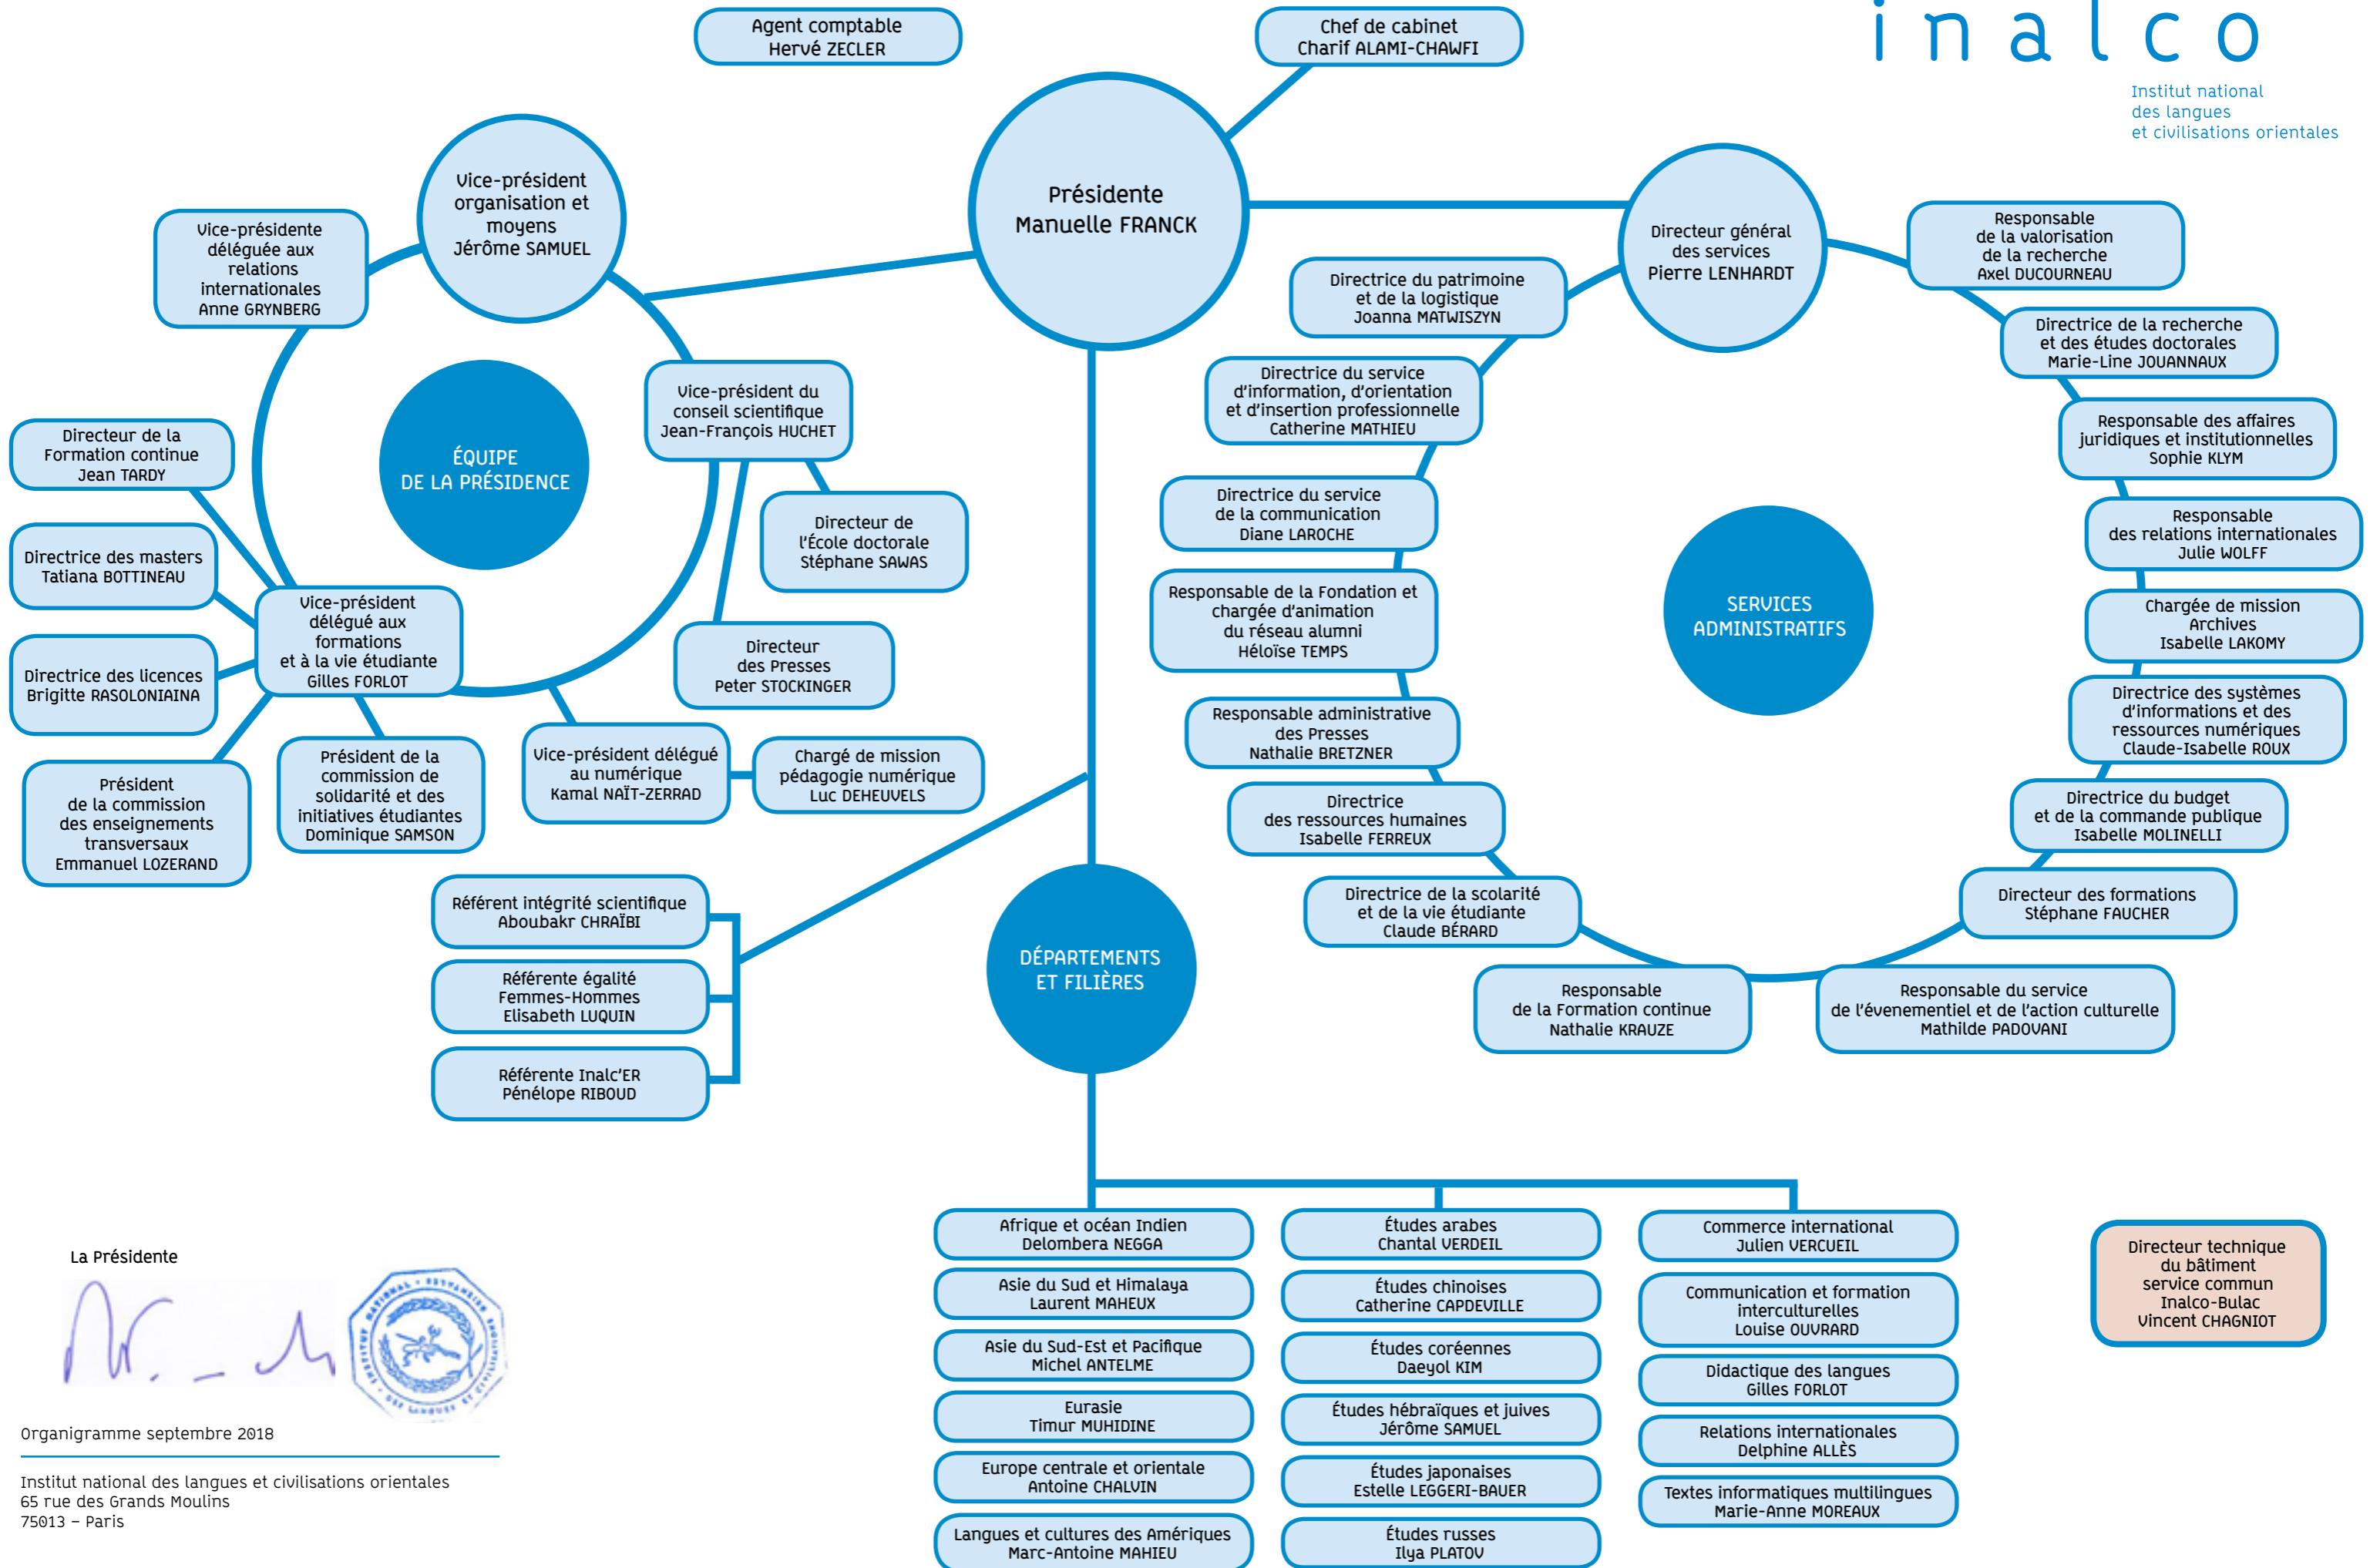 Agent comptable
Hervé ZECLER
Chef de cabinet
Charif ALAMI-CHAWFI
inalco
Institut national
des langues
et civilisations orientales
Présidente
Manuelle FRANCK
Vice-président
organisation et
moyens
Jérôme SAMUEL
Vice-présidente
déléguée aux
relations
internationales
Anne GRYNBERG
ÉQUIPE
DE LA PRÉSIDENCE
Vice-président du
conseil scientifique
Jean-François HUCHET
Directeur de
l'École doctorale
Stéphane SAWAS
Directeur
des Presses
Peter STOCKINGER
Directeur de la
Formation continue
Jean TARDY
Directrice des masters
Tatiana BOTTINEAU
Directrice des licences
Brigitte RASOLONIAINA
Vice-président
délégué aux
formations
et à la vie étudiante
Gilles FORLOT
Président
de la commission
des enseignements
transversaux
Emmanuel LOZERAND
Président de la
commission de
solidarité et des
initiatives étudiantes
Dominique SAMSON
Vice-président délégué
au numérique
Kamal NAÏT-ZERRAD
Chargé de mission
pédagogie numérique
Luc DEHEUVELS
Référent intégrité scientifique
Aboubakr CHRAÏBI
Référente égalité
Femmes-Hommes
Elisabeth LUQUIN
Référente Inalc'ER
Pénélope RIBOUD
Directeur général
des services
Pierre LENHARDT
Directrice du patrimoine
et de la logistique
Joanna MATWISZYN
Directrice du service
d'information, d'orientation
et d'insertion professionnelle
Catherine MATHIEU
Directrice du service
de la communication
Diane LAROCHE
Responsable de la Fondation et
chargée d'animation
du réseau alumni
Héloïse TEMPS
Responsable administrative
des Presses
Nathalie BRETZNER
Directrice
des ressources humaines
Isabelle FERREUX
Directrice de la scolarité
et de la vie étudiante
Claude BÉRARD
Responsable
de la Formation continue
Nathalie KRAUZE
SERVICES
ADMINISTRATIFS
Responsable
de la valorisation
de la recherche
Axel DUCOURNEAU
Directrice de la recherche
et des études doctorales
Marie-Line JOUANNAUX
Responsable des affaires
juridiques et institutionnelles
Sophie KLYM
Responsable
des relations internationales
Julie WOLFF
Chargée de mission
Archives
Isabelle LAKOMY
Directrice des systèmes
d'informations et des
ressources numériques
Claude-Isabelle ROUX
Directrice du budget
et de la commande publique
Isabelle MOLINELLI
Directeur des formations
Stéphane FAUCHER
Responsable du service
de l'évenementiel et de l'action culturelle
Mathilde PADOVANI
DÉPARTEMENTS
ET FILIÈRES
Afrique et océan Indien
Delombera NEGGA
Asie du Sud et Himalaya
Laurent MAHEUX
Asie du Sud-Est et Pacifique
Michel ANTELME
Eurasie
Timur MUHIDINE
Europe centrale et orientale
Antoine CHALVIN
Langues et cultures des Amériques
Marc-Antoine MAHIEU
Études arabes
Chantal VERDEIL
Études chinoises
Catherine CAPDEVILLE
Études coréennes
Daeyol KIM
Études hébraïques et juives
Jérôme SAMUEL
Études japonaises
Estelle LEGGERI-BAUER
Études russes
Ilya PLATOV
Commerce international
Julien VERCUEIL
Communication et formation
interculturelles
Louise OUVRARD
Didactique des langues
Gilles FORLOT
Relations internationales
Delphine ALLÈS
Textes informatiques multilingues
Marie-Anne MOREAUX
Directeur technique
du bâtiment
service commun
Inalco-Bulac
Vincent CHAGNIOT
La Présidente
Organigramme septembre 2018
Institut national des langues et civilisations orientales
65 rue des Grands Moulins
75013 – Paris